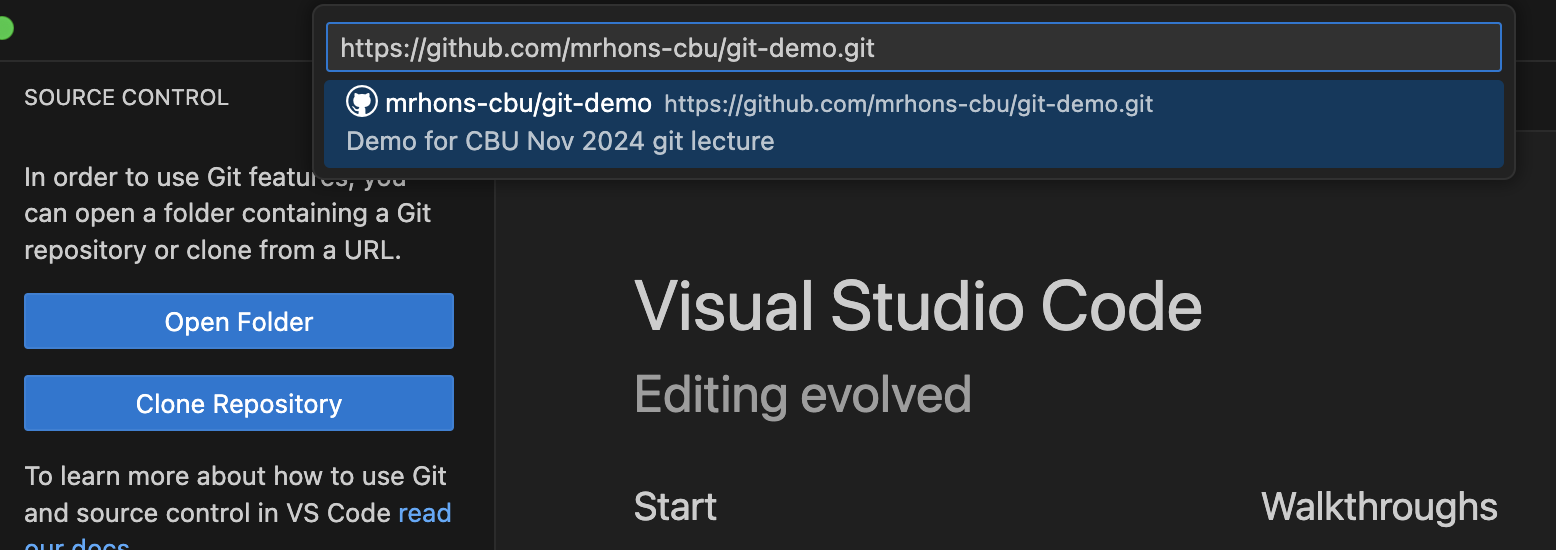 https://github.com/mrhons-cbu/git-demo.git
mrhons-cbu/git-demo https://github.com/mrhons-cbu/git-demo.git
Demo for CBU Nov 2024 git lecture
SOURCE CONTROL
In order to use Git features, you
can open a folder containing a Git
repository or clone from a URL.
Open Folder
Clone Repository
To learn more about how to use Git
and source control in VS Code read
our docs.
Visual Studio Code
Editing evolved
Start
Walkthroughs